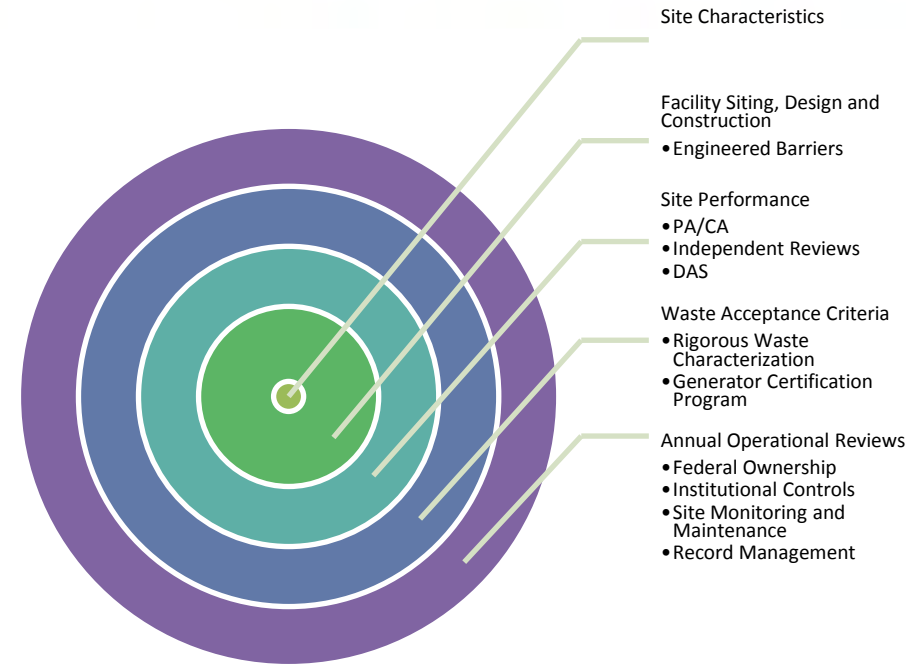 Site Characteristics
Facility Siting, Design and
Construction
•Engineered Barriers
Site Performance
•PA/CA
•Independent Reviews
•DAS
Waste Acceptance Criteria
•Rigorous Waste
Characterization
•Generator Certification
Program
Annual Operational Reviews
•Federal Ownership
•Institutional Controls
•Site Monitoring and
Maintenance
•Record Management